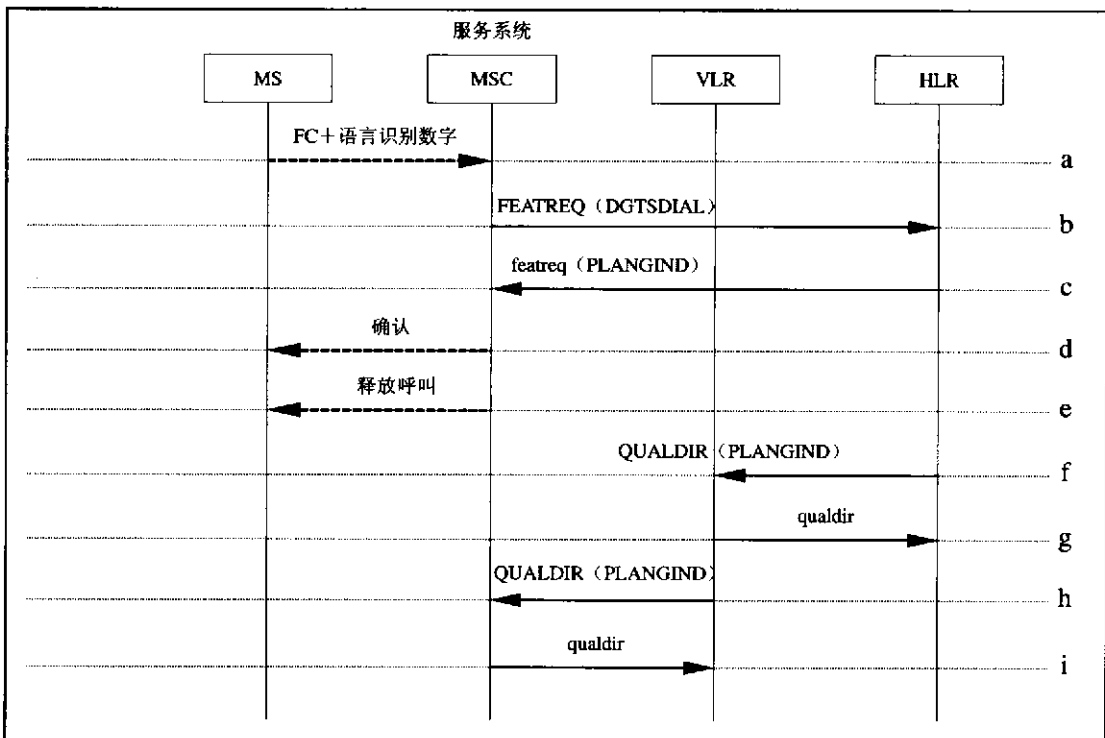 服务系统
MS MSC VLR HLR
FC+语言识别数字
a
FEATREQ（DGTSDIAL）
b
featreq（PLANGIND）
c
确认
d
释放呼叫
e
QUALDIR（PLANGIND）
f
qualdir
g
QUALDIR（PLANGIND）
h
qualdir
i